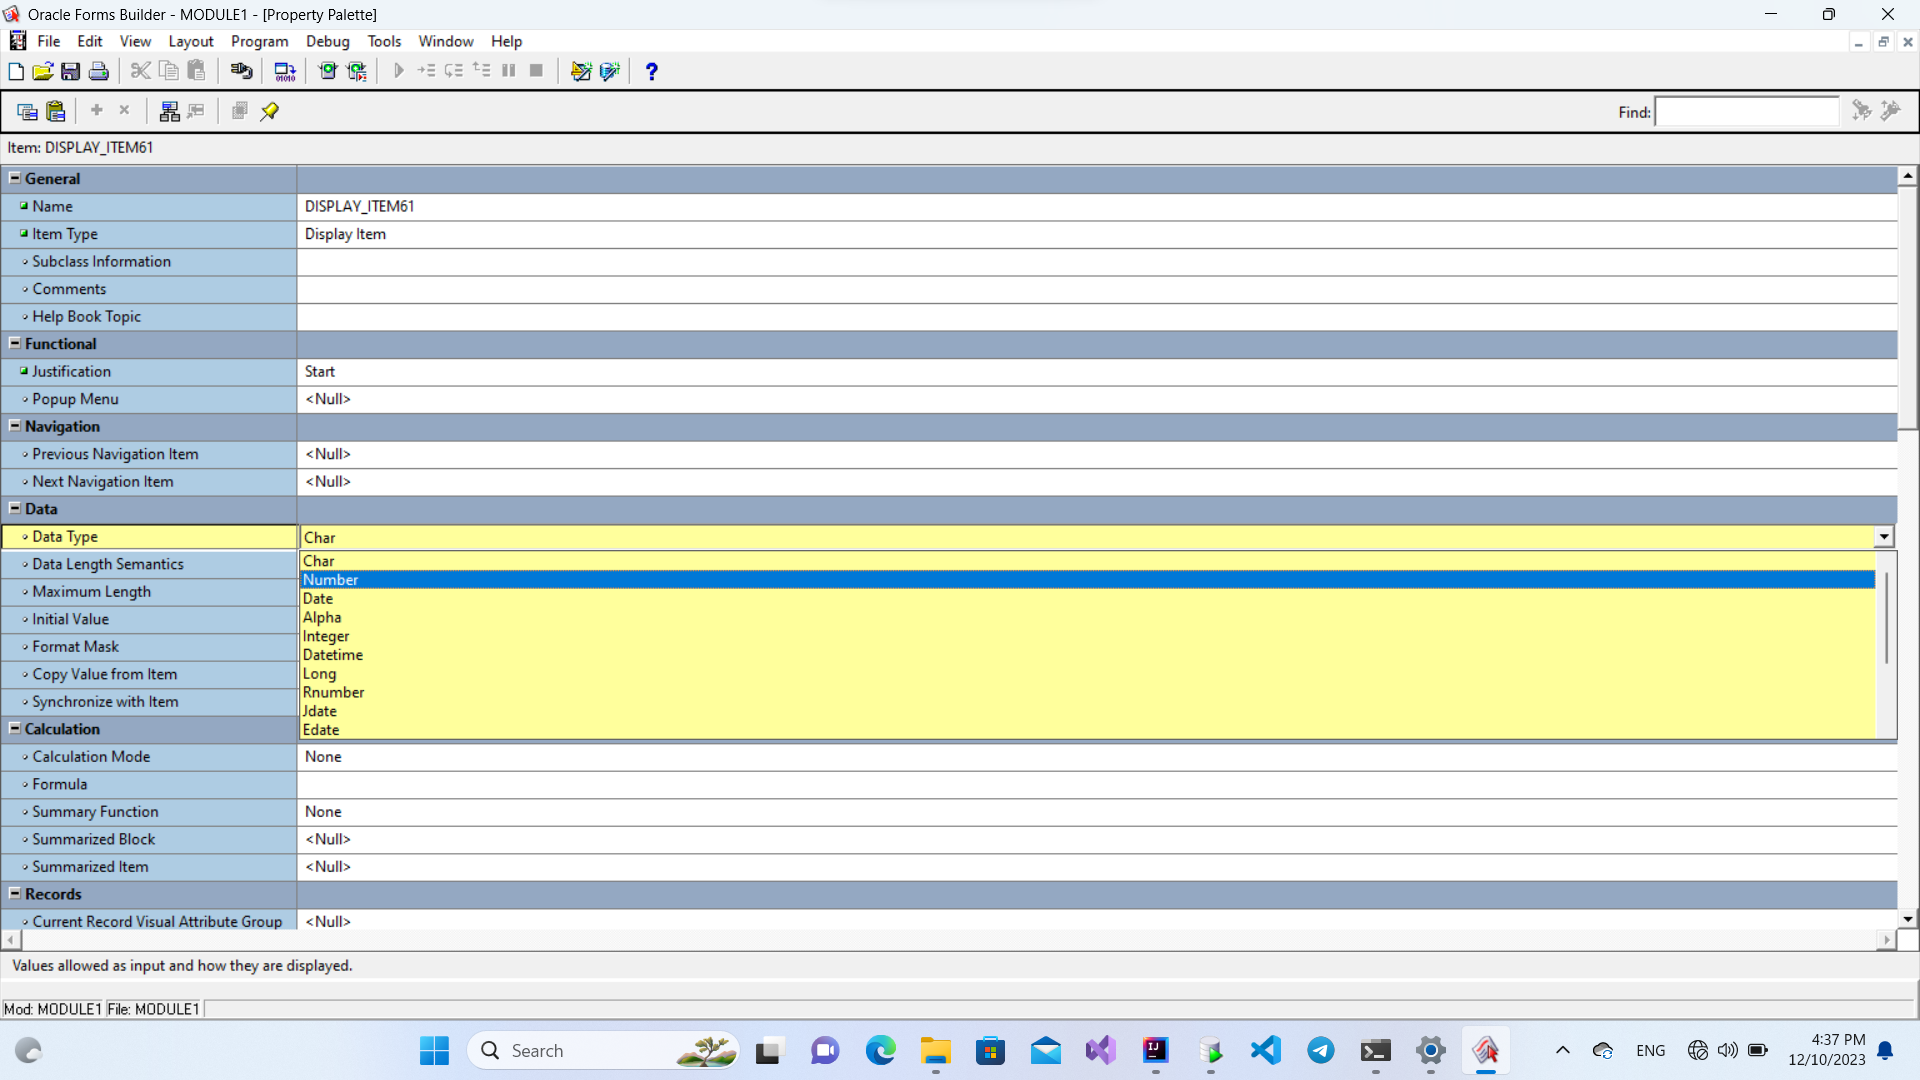 Oracle Forms Builder - MODULE1 - [Property Palette]
File Edit View Layout Program Debug Tools Window Help
Find:
Item: DISPLAY_ITEM61
General
Name DISPLAY_ITEM61
Item Type Display Item
Subclass Information
Comments
Help Book Topic
Functional
Justification Start
Popup Menu <Null>
Navigation
Previous Navigation Item <Null>
Next Navigation Item <Null>
Data
Data Type Char
Data Length Semantics
Maximum Length
Initial Value
Format Mask
Copy Value from Item
Synchronize with Item
Char
Number
Date
Alpha
Integer
Datetime
Long
Rnumber
Jdate
Edate
Calculation
Calculation Mode None
Formula
Summary Function None
Summarized Block <Null>
Summarized Item <Null>
Records
Current Record Visual Attribute Group <Null>
Values allowed as input and how they are displayed.
Mod: MODULE1 File: MODULE1
Search
ENG
4:37 PM
12/10/2023